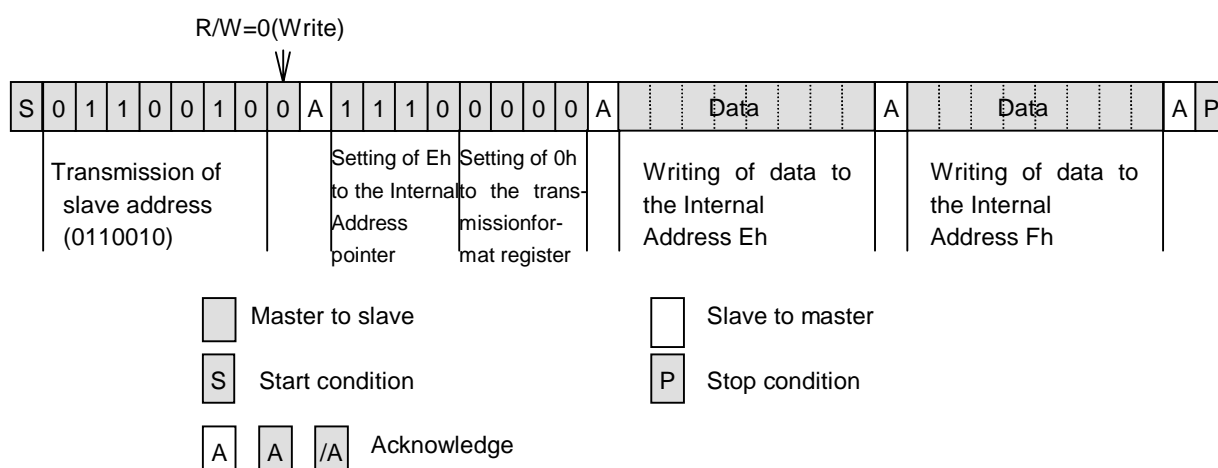 R/W=0(Write)
S 0 1 1 0 0 1 0 0 A 1 1 1 0 0 0 0 0 A Data A Data A P
Transmission of
slave address
(0110010)
Setting of Eh
to the Internal
Address
pointer
Setting of 0h
to the trans-
missionfor-
mat register
Writing of data to
the Internal
Address Eh
Writing of data to
the Internal
Address Fh
Master to slave
Slave to master
S Start condition
P Stop condition
A A /A Acknowledge